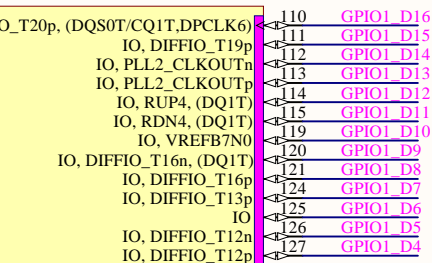 O_T20p, (DQS0T/CQ1T,DPCLK6) 110 GPIO1_D16
IO, DIFFIO_T19p 111 GPIO1_D15
IO, PLL2_CLKOUTn 112 GPIO1_D14
IO, PLL2_CLKOUTp 113 GPIO1_D13
IO, RUP4, (DQ1T) 114 GPIO1_D12
IO, RDN4, (DQ1T) 115 GPIO1_D11
IO, VREFB7N0 119 GPIO1_D10
IO, DIFFIO_T16n, (DQ1T) 120 GPIO1_D9
IO, DIFFIO_T16p 121 GPIO1_D8
IO, DIFFIO_T13p 124 GPIO1_D7
IO 125 GPIO1_D6
IO, DIFFIO_T12n 126 GPIO1_D5
IO, DIFFIO_T12p 127 GPIO1_D4